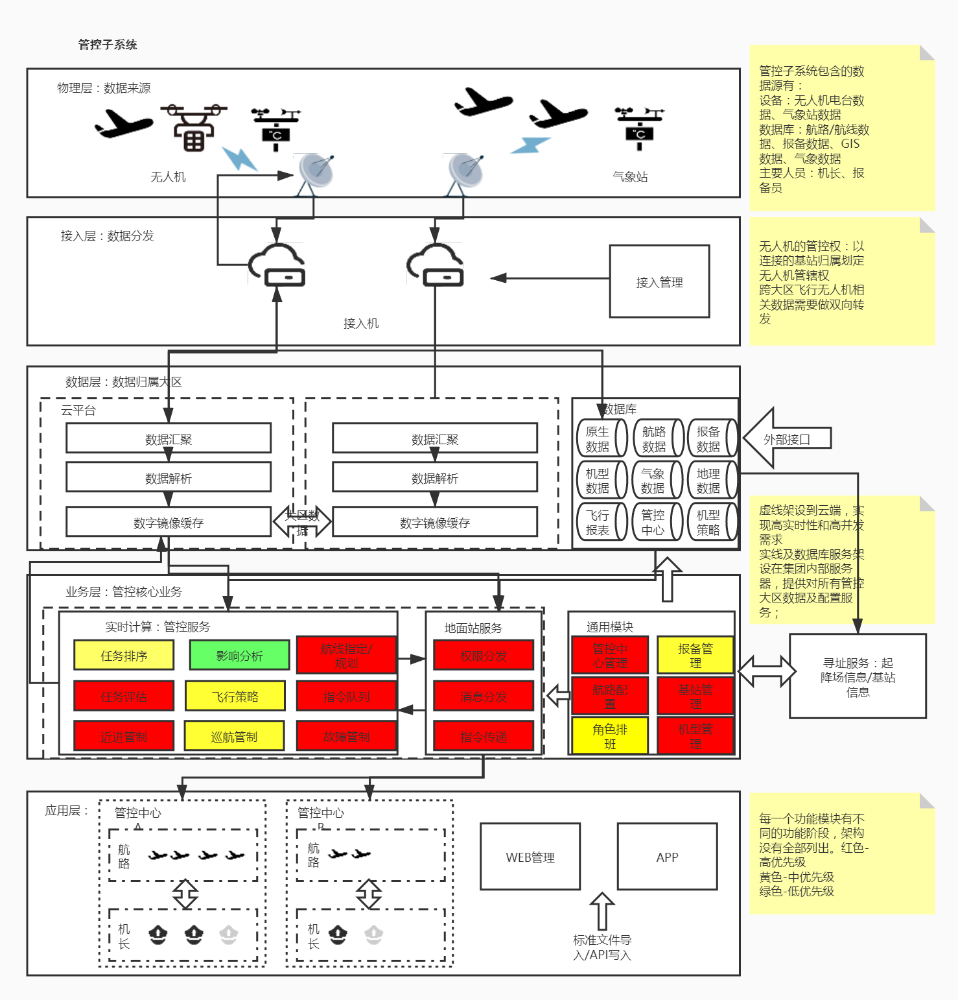 管控子系统
物理层：数据来源
°C
°C
无人机
气象站
管控子系统包含的数
据源有：
设备：无人机电台数
据、气象站数据
数据库：航路/航线数
据、报备数据、GIS
数据、气象数据
主要人员：机长、报
备员
接入层：数据分发
接入管理
接入机
无人机的管控权：以
连接的基站归属划定
无人机管辖权
跨大区飞行无人机相
关数据需要做双向转
发
数据层：数据归属大区
云平台
数据汇聚
数据解析
数字镜像缓存
大区数
据
数据汇聚
数据解析
数字镜像缓存
数据库
原生
数据
航路
数据
报备
数据
机型
数据
气象
数据
地理
数据
飞行
报表
管控
中心
机型
策略
外部接口
虚线架设到云端，实
现高实时性和高并发
需求
实线及数据库服务架
设在集团内部服务
器，提供对所有管控
大区数据及配置服
务；
业务层：管控核心业务
实时计算：管控服务
任务排序
影响分析
航线指定/
规划
任务评估
飞行策略
指令队列
近进管制
巡航管制
故障管制
地面站服务
权限分发
消息分发
指令传递
通用模块
管控中
心管理
报备管
理
航路配
置
基站管
理
角色排
班
机型管
理
寻址服务：起
降场信息/基站
信息
应用层：
管控中心
A
航
路
机
长
管控中心
B
航
路
机
长
WEB管理
APP
标准文件导
入/API写入
每一个功能模块有不
同的功能阶段，架构
没有全部列出。红色-
高优先级
黄色-中优先级
绿色-低优先级